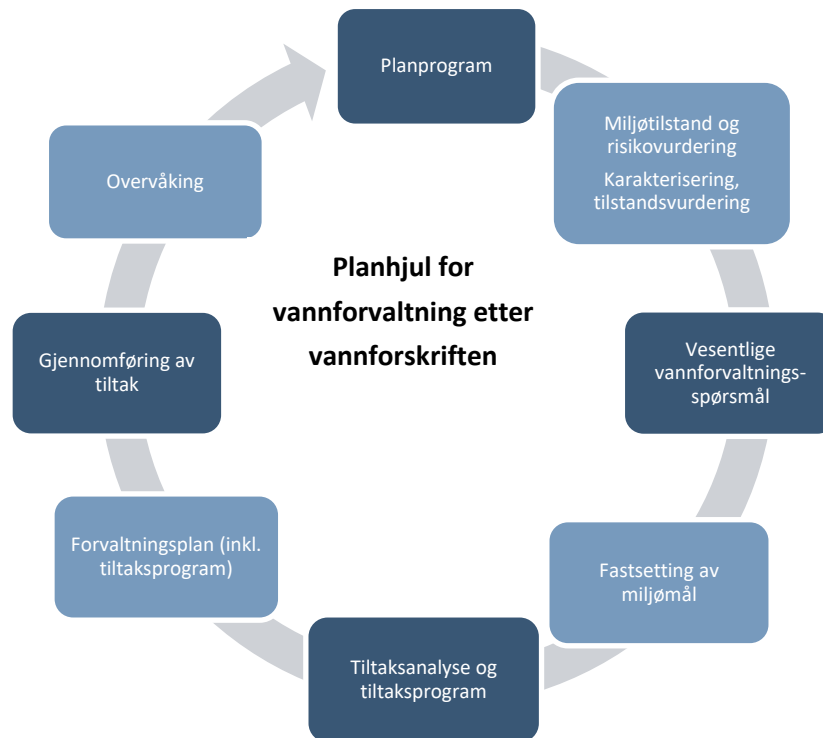 Planprogram
Miljøtilstand og
risikovurdering
Karakterisering,
tilstandsvurdering
Vesentlige
vannforvaltnings-
spørsmål
Fastsetting av
miljømål
Tiltaksanalyse og
tiltaksprogram
Forvaltningsplan (inkl.
tiltaksprogram)
Gjennomføring av
tiltak
Overvåking
Planhjul for
vannforvaltning etter
vannforskriften